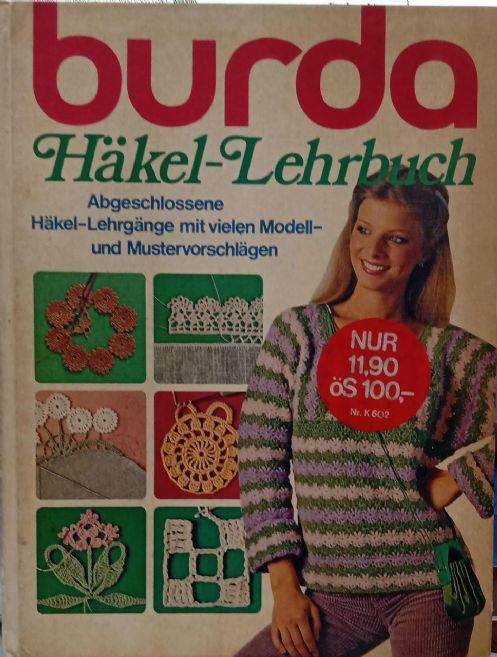 burda
Häkel-Lehrbuch
Abgeschlossene
Häkel-Lehrgänge mit vielen Modell-
und Mustervorschlägen
NUR
11,90
öS 100,-
Nr. K 602